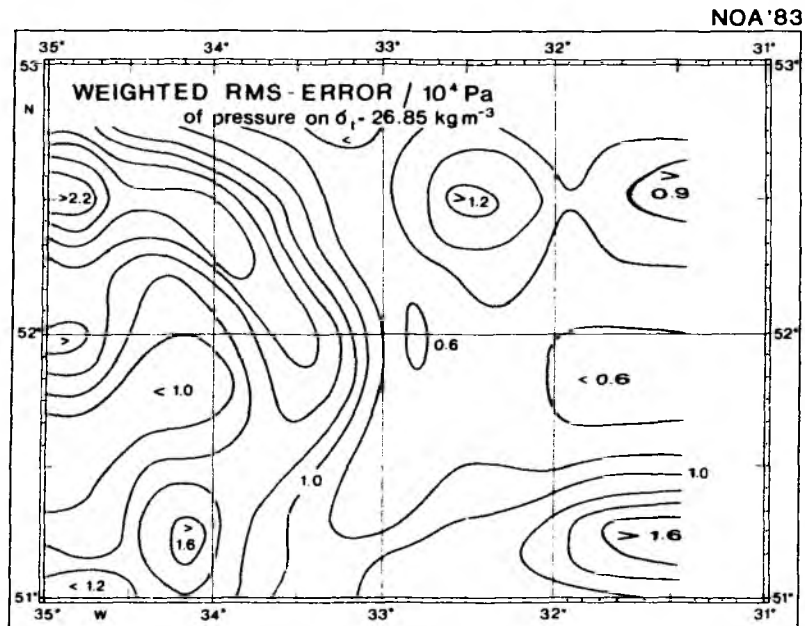 NOA'83
35° 34° 33° 32° 31°
53° 53°
WEIGHTED RMS-ERROR / 10⁴ Pa
N
of pressure on σₜ- 26.85 kgm⁻³
<
>2.2
> 1.2
> 0.9
52° 52°
>
0.6
< 1.0
< 0.6
1.0
1.0
> 1.6
> 1.6
< 1.2
51° 51°
35° W 34° 33° 32° 31°